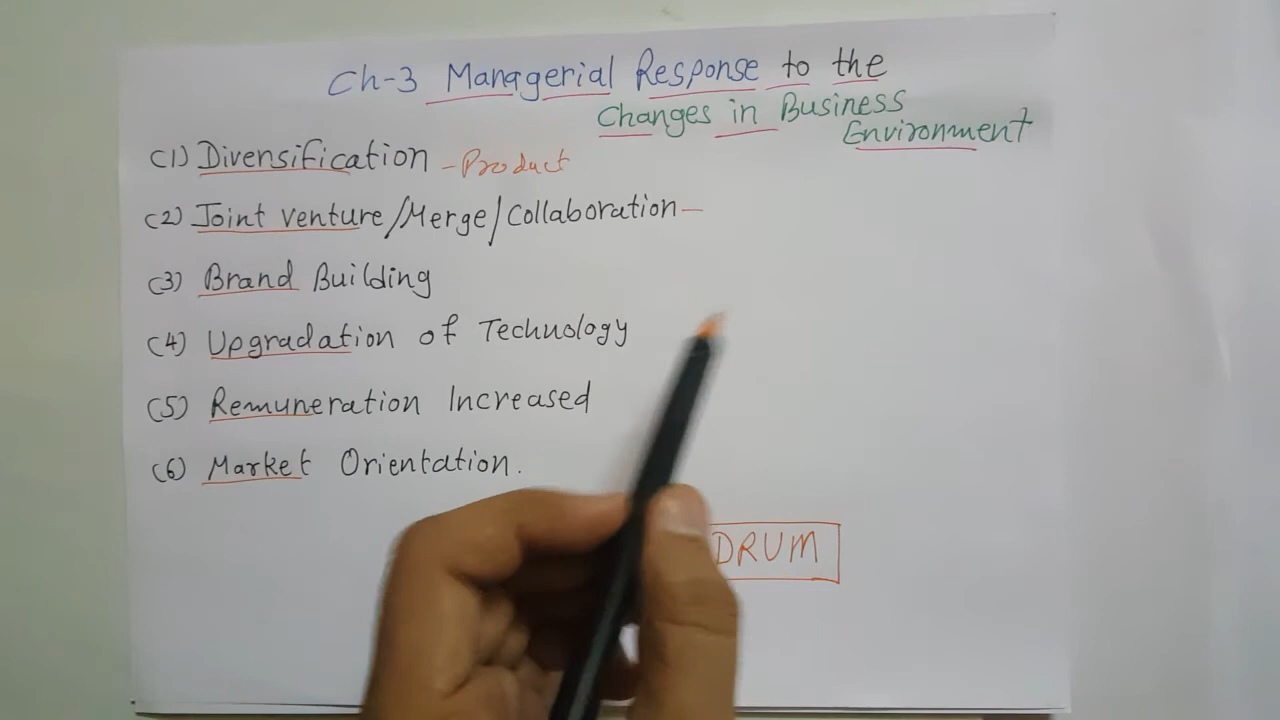 Ch-3 Managerial Response to the
Changes in Business
Environment
(1) Diversification - Product
(2) Joint venture/Merge/Collaboration -
(3) Brand Building
(4) Upgradation of Technology
(5) Remuneration Increased
(6) Market Orientation.
DRUM